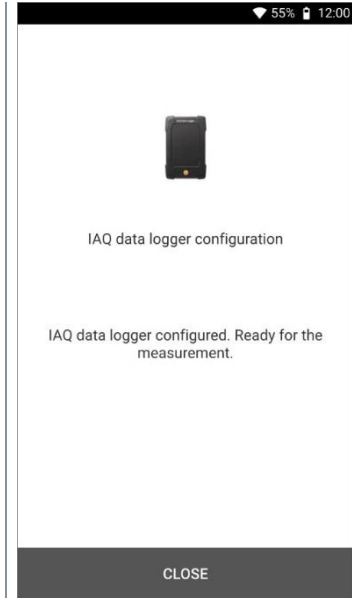 55% 12:00
IAQ data logger configuration
IAQ data logger configured. Ready for the
measurement.
CLOSE